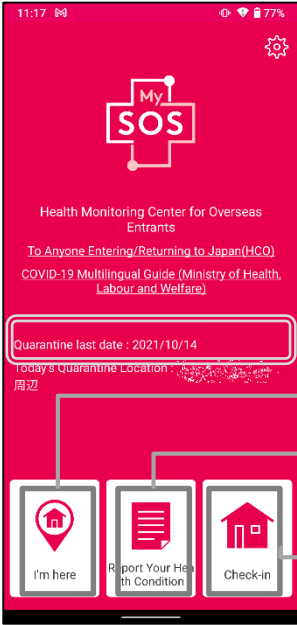 11:17 77%
My
SOS
Health Monitoring Center for Overseas
Entrants
To Anyone Entering/Returning to Japan(HCO)
COVID-19 Multilingual Guide (Ministry of Health,
Labour and Welfare)
Quarantine last date : 2021/10/14
Today's Quarantine Location :
周辺
I'm here
Report Your Hea
lth Condition
Check-in